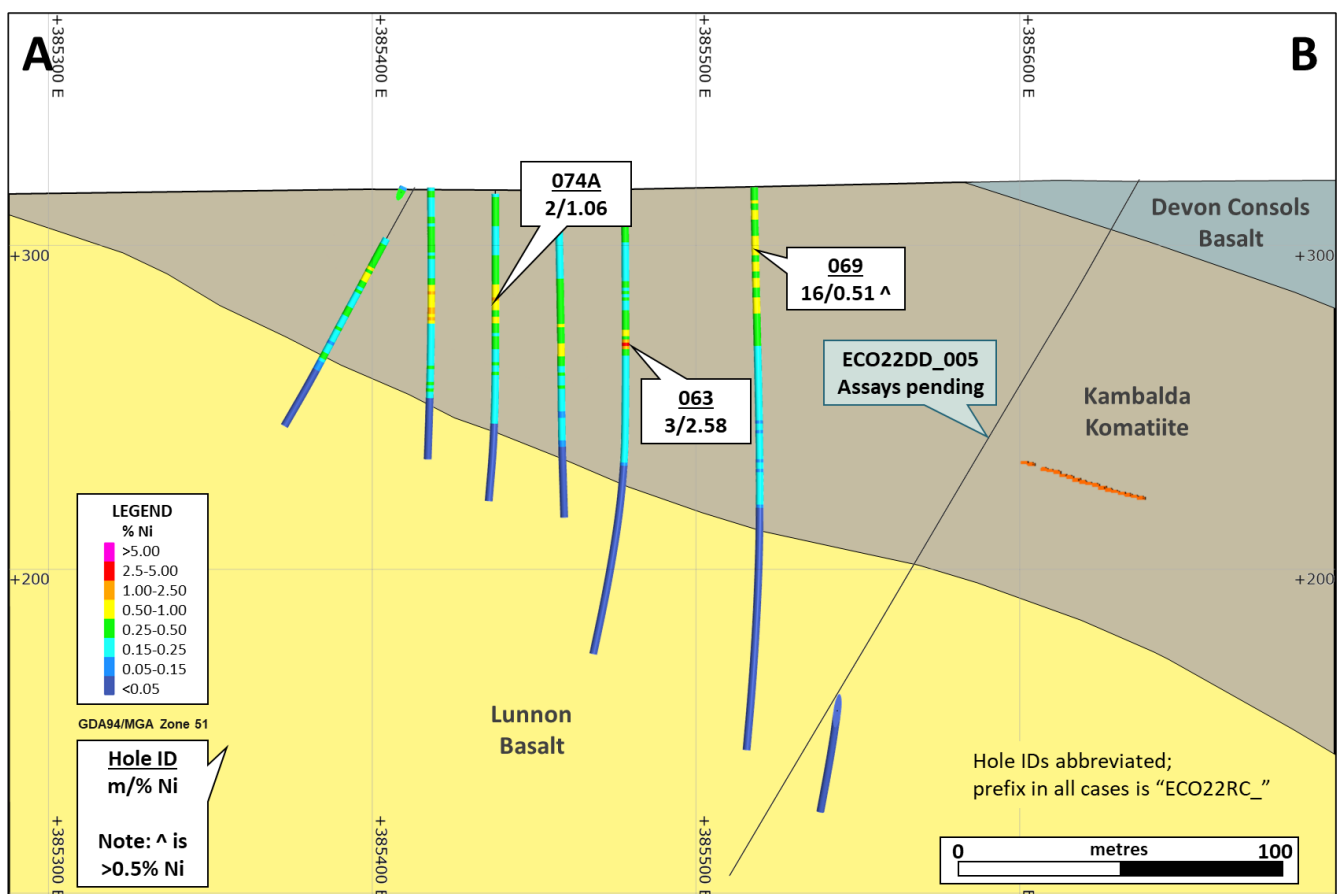 A
B
+385300 E
+385400 E
+385500 E
+385600 E
074A
2/1.06
Devon Consols
Basalt
+300
+300
069
16/0.51 ^
ECO22DD_005
Assays pending
063
3/2.58
Kambalda
Komatiite
+200
+200
LEGEND
% Ni
>5.00
2.5-5.00
1.00-2.50
0.50-1.00
0.25-0.50
0.15-0.25
0.05-0.15
<0.05
GDA94/MGA Zone 51
Lunnon
Basalt
Hole ID
m/% Ni
Note: ^ is
>0.5% Ni
Hole IDs abbreviated;
prefix in all cases is “ECO22RC_”
+385300 E
+385400 E
+385500 E
0 metres 100